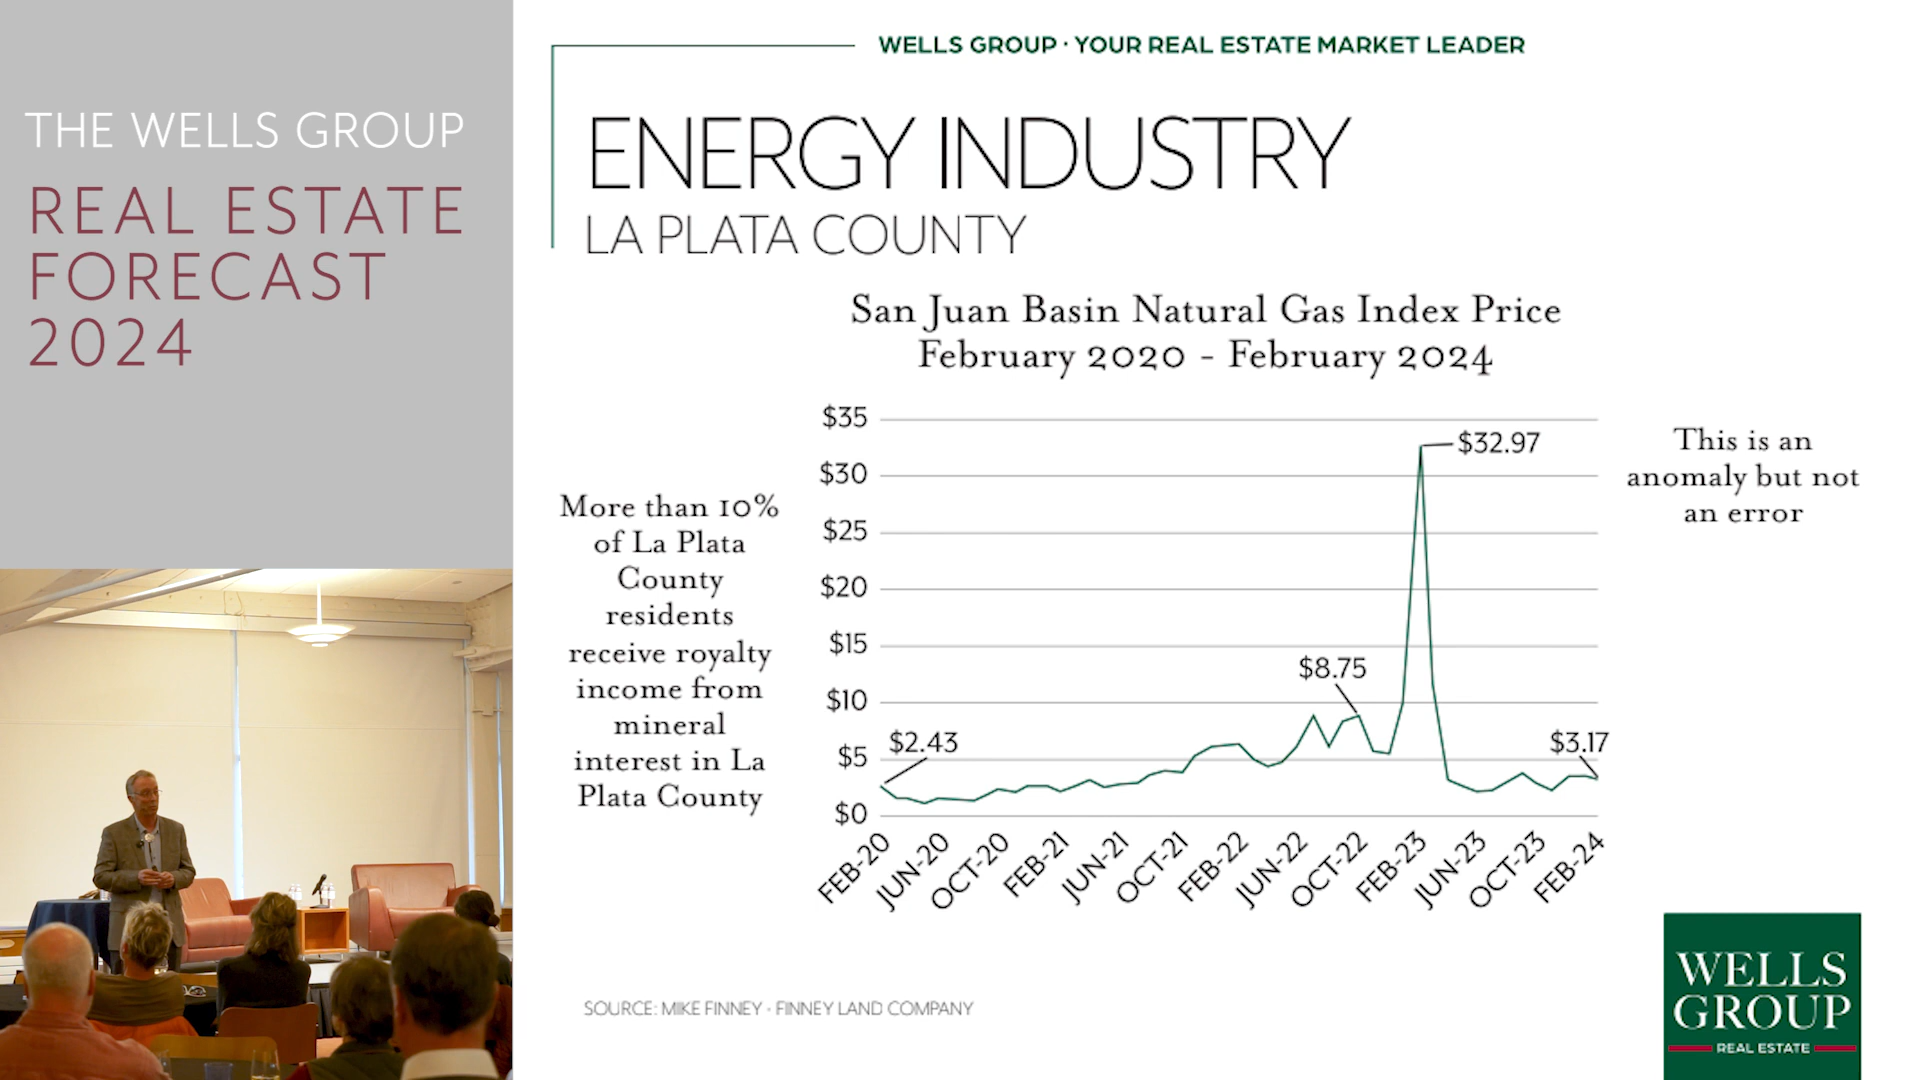 THE WELLS GROUP
REAL ESTATE
FORECAST
2024
WELLS GROUP · YOUR REAL ESTATE MARKET LEADER
ENERGY INDUSTRY
LA PLATA COUNTY
San Juan Basin Natural Gas Index Price
February 2020 - February 2024
More than 10%
of La Plata
County
residents
receive royalty
income from
mineral
interest in La
Plata County
$35
$30
$25
$20
$15
$10
$5
$0
$2.43
$8.75
$32.97
$3.17
FEB-20
JUN-20
OCT-20
FEB-21
JUN-21
OCT-21
FEB-22
JUN-22
OCT-22
FEB-23
JUN-23
OCT-23
FEB-24
This is an
anomaly but not
an error
SOURCE: MIKE FINNEY - FINNEY LAND COMPANY
WELLS
GROUP
REAL ESTATE